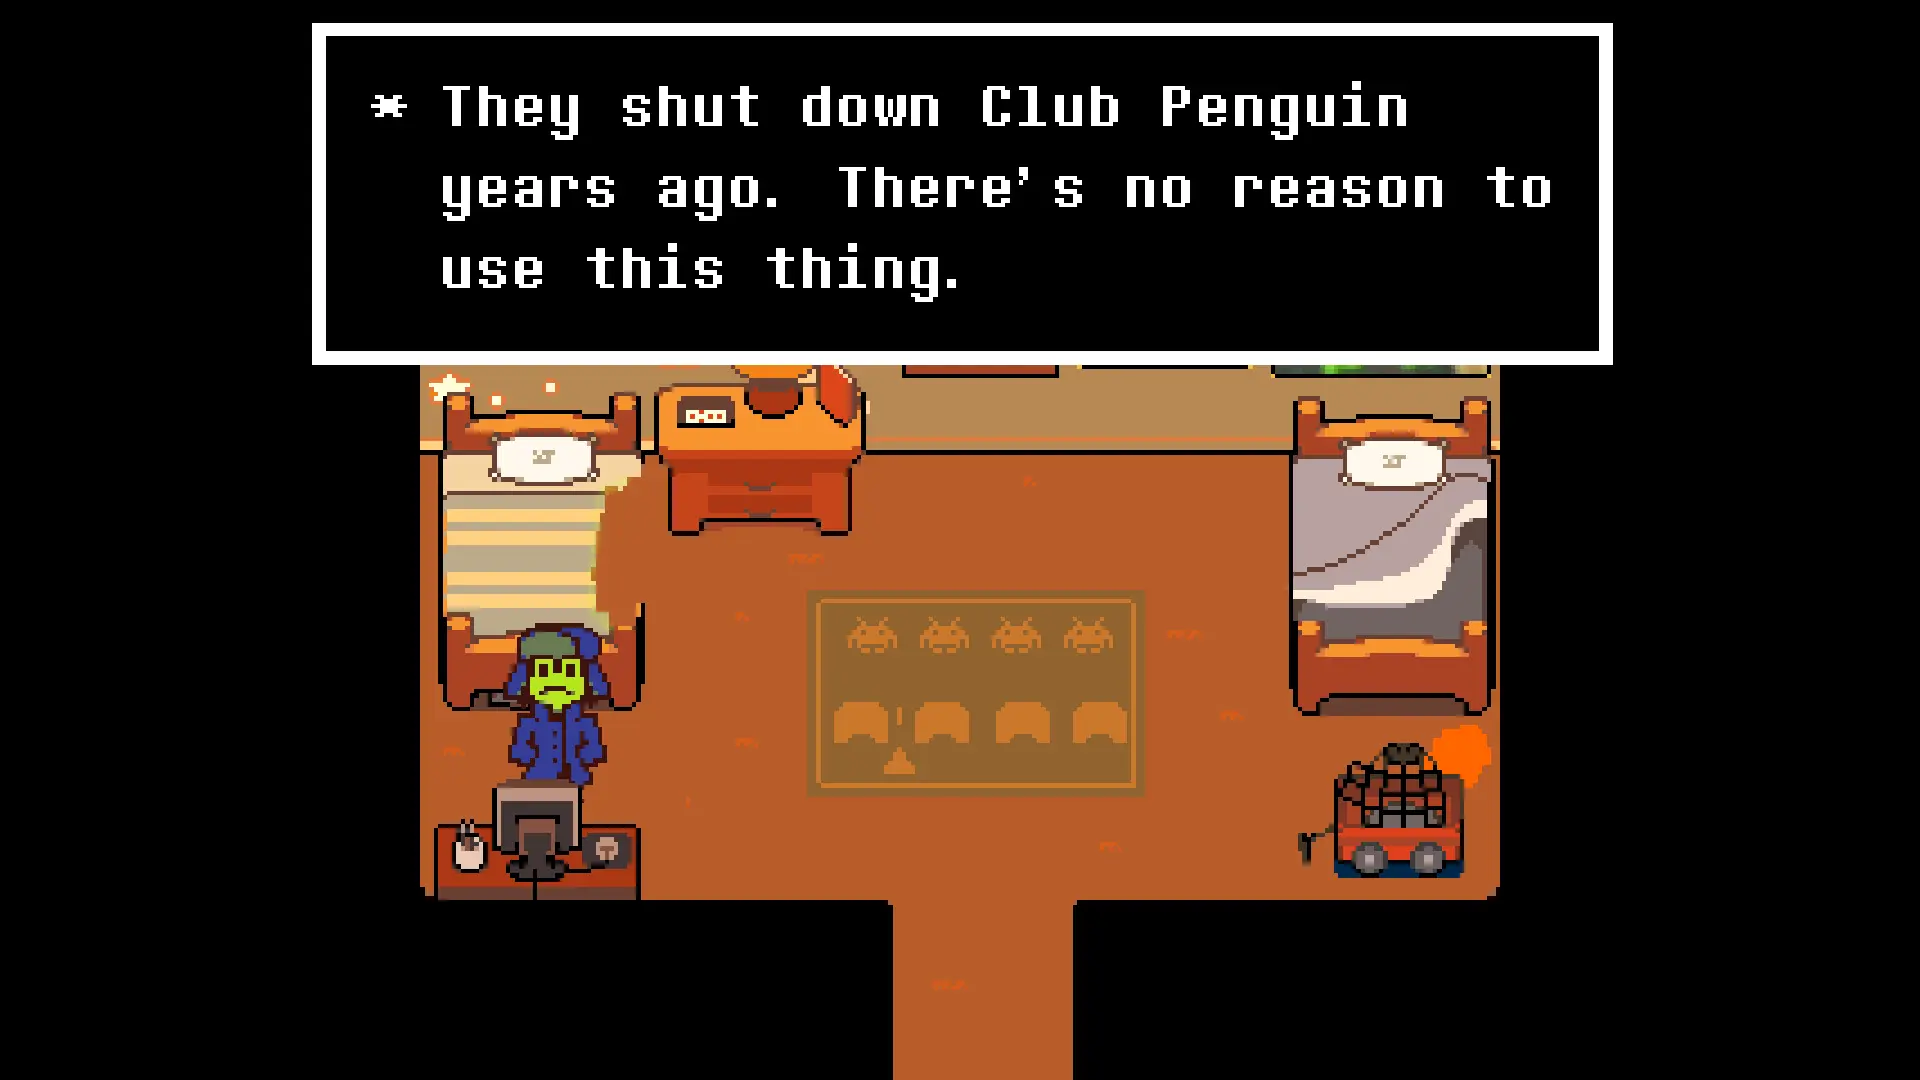 * They shut down Club Penguin
years ago. There's no reason to
use this thing.